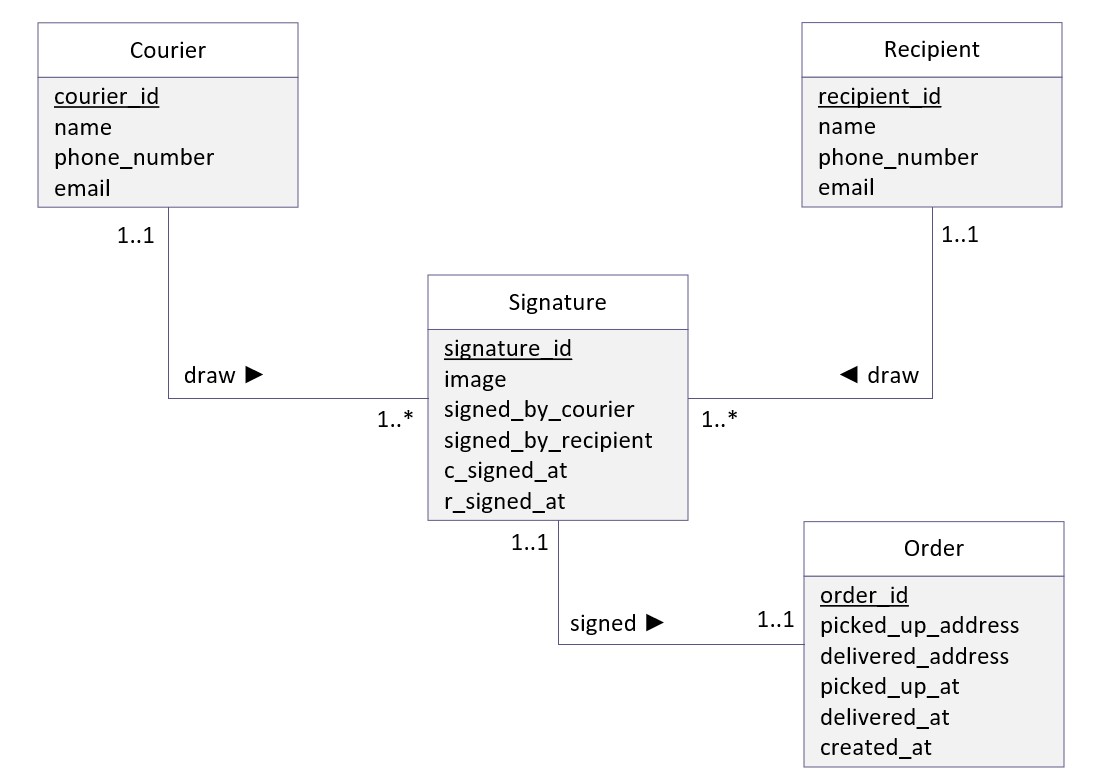 Courier
courier_id
name
phone_number
email
1..1
Recipient
recipient_id
name
phone_number
email
1..1
draw ►
1..*
Signature
signature_id
image
signed_by_courier
signed_by_recipient
c_signed_at
r_signed_at
◄ draw
1..*
1..1
signed ►
1..1
Order
order_id
picked_up_address
delivered_address
picked_up_at
delivered_at
created_at